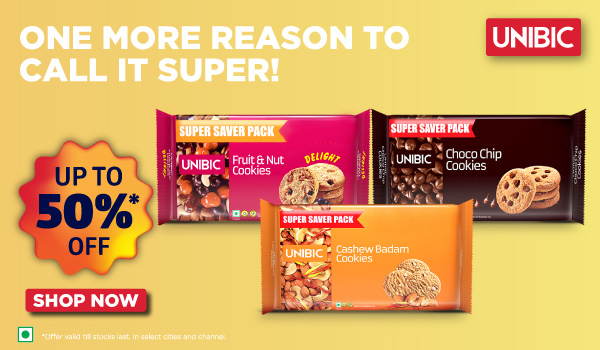 ONE MORE REASON TO
CALL IT SUPER!
UNIBIC
SUPER SAVER PACK
UNIBIC
Fruit & Nut
Cookies
DELIGHT
SUPER SAVER PACK
UNIBIC
Choco Chip
Cookies
SUPER SAVER PACK
UNIBIC
Cashew Badam
Cookies
UP TO
50%*
OFF
SHOP NOW
*Offer valid till stocks last. In select cities and channel.